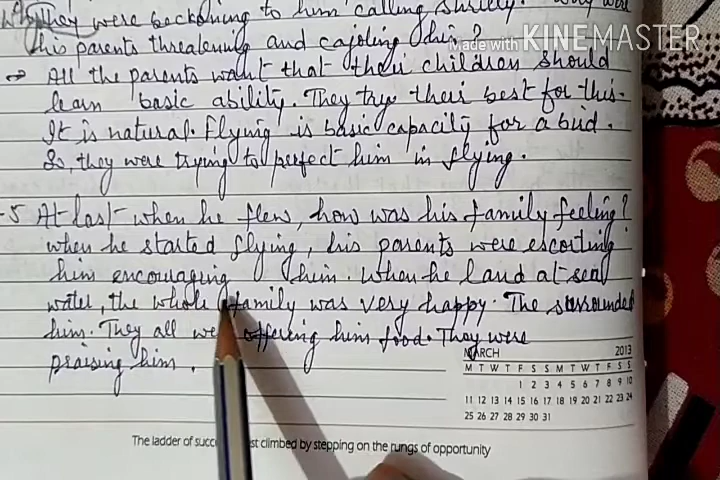 They were beckoning to him calling shrilly. Why were
his parents threatening and cajoling him?
Made with KINEMASTER
→ All the parents want that their children should
learn basic ability. They try their best for this.
It is natural. Flying is basic capacity for a bird.
So, they were trying to perfect him in flying.
-5 At last when he flew, how was his family feeling?
when he started flying, his parents were escorting
him encouraging him. When he land at sea
water, the whole family was very happy. The surrounded
him. They all were offering him food. They were
praising him.
MARCH 2013
M T W T F S S M T W T F S S
1 2 3 4 5 6 7 8 9 10
11 12 13 14 15 16 17 18 19 20 21 22 23 24
25 26 27 28 29 30 31
The ladder of succ st climbed by stepping on the rungs of opportunity